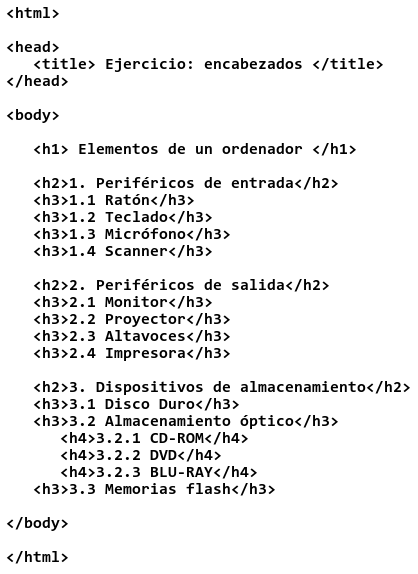 <html>
<head>
<title> Ejercicio: encabezados </title>
</head>
<body>
<h1> Elementos de un ordenador </h1>
<h2>1. Periféricos de entrada</h2>
<h3>1.1 Ratón</h3>
<h3>1.2 Teclado</h3>
<h3>1.3 Micrófono</h3>
<h3>1.4 Scanner</h3>
<h2>2. Periféricos de salida</h2>
<h3>2.1 Monitor</h3>
<h3>2.2 Proyector</h3>
<h3>2.3 Altavoces</h3>
<h3>2.4 Impresora</h3>
<h2>3. Dispositivos de almacenamiento</h2>
<h3>3.1 Disco Duro</h3>
<h3>3.2 Almacenamiento óptico</h3>
<h4>3.2.1 CD-ROM</h4>
<h4>3.2.2 DVD</h4>
<h4>3.2.3 BLU-RAY</h4>
<h3>3.3 Memorias flash</h3>
</body>
</html>